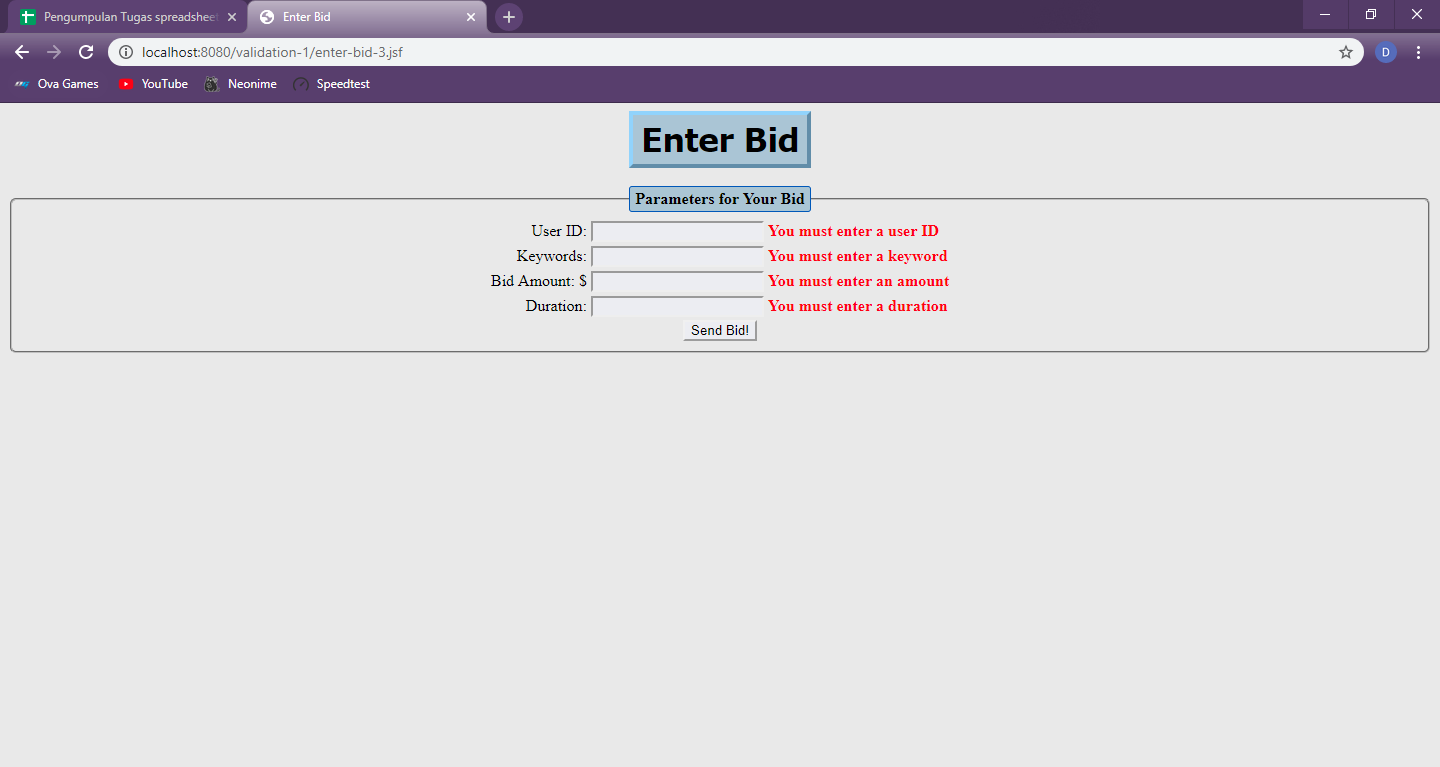 Pengumpulan Tugas spreadsheet
Enter Bid
localhost:8080/validation-1/enter-bid-3.jsf
D
Ova Games
YouTube
Neonime
Speedtest
Enter Bid
Parameters for Your Bid
User ID: You must enter a user ID
Keywords: You must enter a keyword
Bid Amount: $ You must enter an amount
Duration: You must enter a duration
Send Bid!